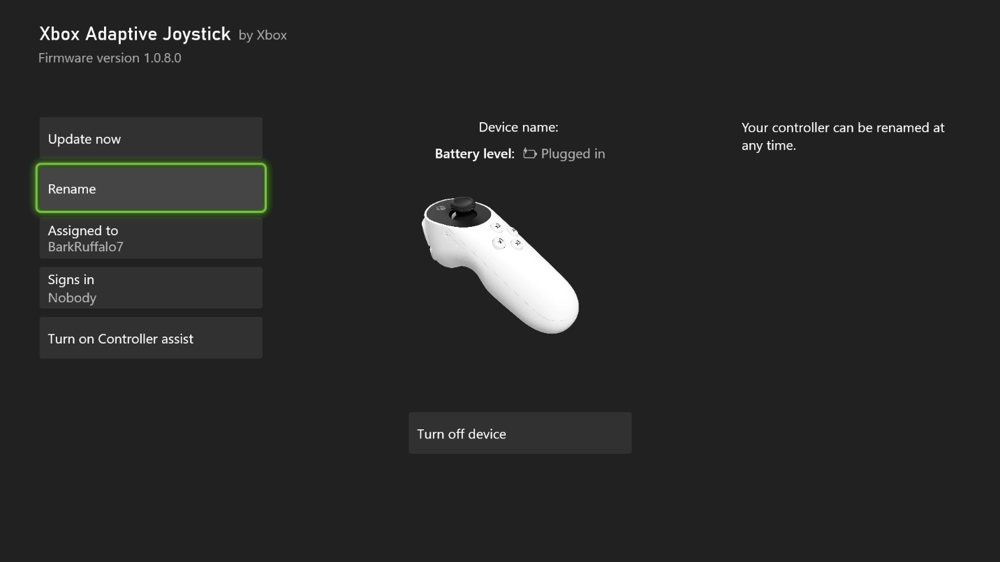 Xbox Adaptive Joystick by Xbox
Firmware version 1.0.8.0
Update now
Rename
Assigned to
BarkRuffalo7
Signs in
Nobody
Turn on Controller assist
Device name:
Battery level: Plugged in
Turn off device
Your controller can be renamed at
any time.